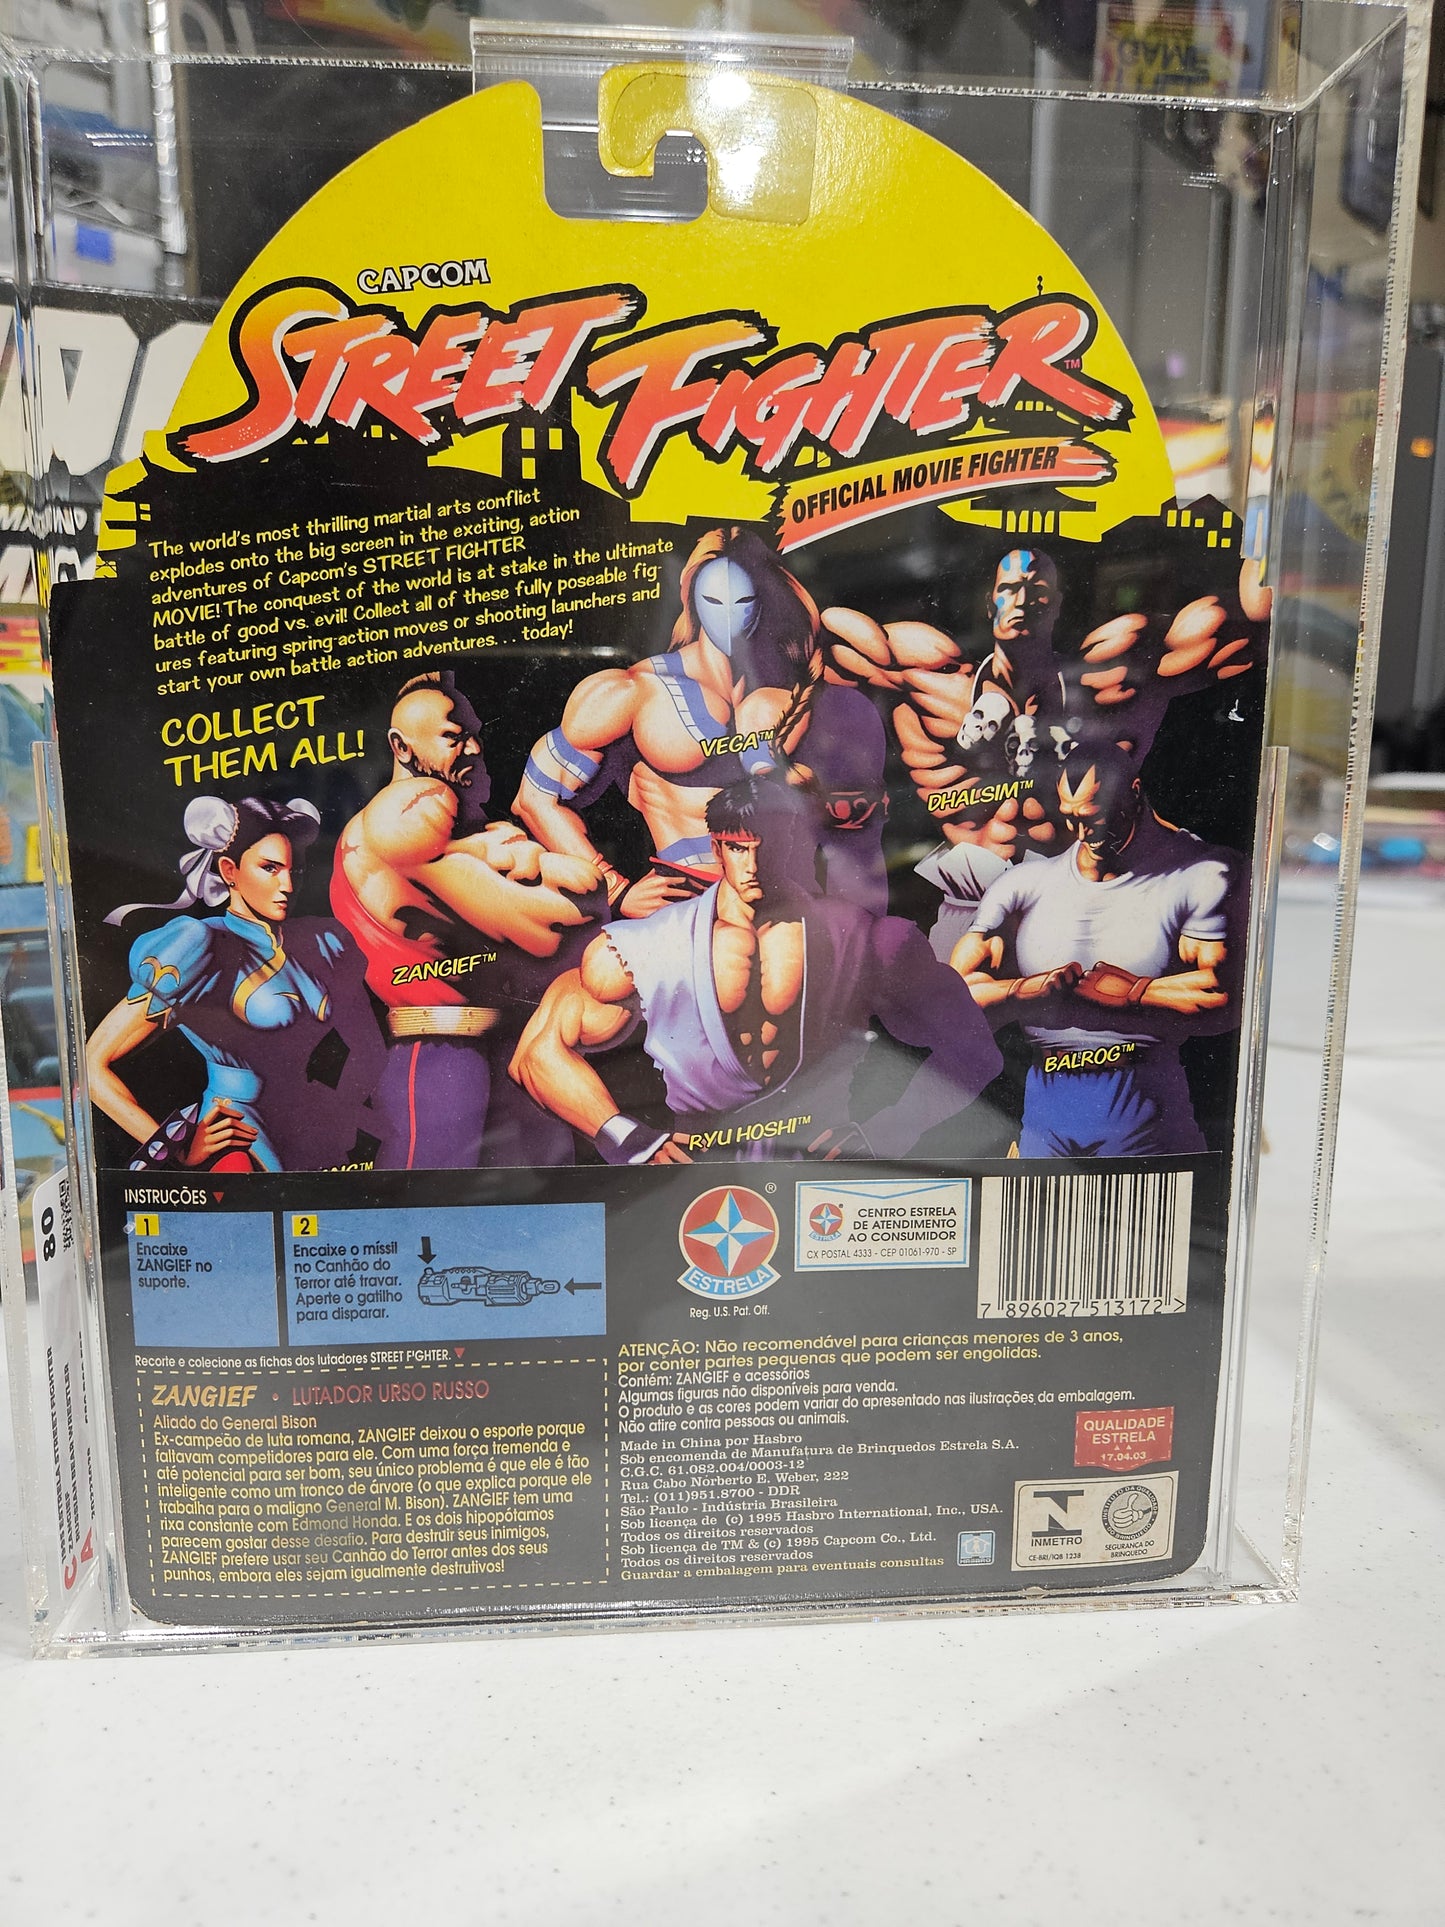 CAPCOM
STREET FIGHTER™
OFFICIAL MOVIE FIGHTER
The world's most thrilling martial arts conflict
explodes onto the big screen in the exciting, action
adventures of Capcom's STREET FIGHTER
MOVIE! The conquest of the world is at stake in the ultimate
battle of good vs. evil! Collect all of these fully poseable fig-
ures featuring spring-action moves or shooting launchers and
start your own battle action adventures. . . today!
COLLECT
THEM ALL!
VEGA™
DHALSIM™
ZANGIEF™
BALROG™
RYU HOSHI™
INSTRUÇÕES
1
Encaixe
ZANGIEF no
suporte.
2
Encaixe o míssil
no Canhão do
Terror até travar.
Aperte o gatilho
para disparar.
ESTRELA
®
Reg. U.S. Pat. Off.
CENTRO ESTRELA
DE ATENDIMENTO
AO CONSUMIDOR
CX POSTAL 4333 - CEP 01061-970 - SP
7 896027 513172 >
Recorte e colecione as fichas dos lutadores STREET F'GHTER.
ZANGIEF • LUTADOR URSO RUSSO
Aliado do General Bison
Ex-campeão de luta romana, ZANGIEF deixou o esporte porque
faltavam competidores para ele. Com uma força tremenda e
até potencial para ser bom, seu único problema é que ele é tão
inteligente como um tronco de árvore (o que explica porque ele
trabalha para o maligno General M. Bison). ZANGIEF tem uma
rixa constante com Edmond Honda. E os dois hipopótamos
parecem gostar desse desafio. Para destruir seus inimigos,
ZANGIEF prefere usar seu Canhão do Terror antes dos seus
punhos, embora eles sejam igualmente destrutivos!
ATENÇÃO: Não recomendável para crianças menores de 3 anos,
por conter partes pequenas que podem ser engolidas.
Contém: ZANGIEF e acessórios
Algumas figuras não disponíveis para venda.
O produto e as cores podem variar do apresentado nas ilustrações da embalagem.
Não atire contra pessoas ou animais.
Made in China por Hasbro
Sob encomenda de Manufatura de Brinquedos Estrela S.A.
C.G.C. 61.082.004/0003-12
Rua Cabo Norberto E. Weber, 222
Tel.: (011)951.8700 - DDR
São Paulo - Indústria Brasileira
Sob licença de (c) 1995 Hasbro International, Inc., USA.
Todos os direitos reservados
Sob licença de TM & (c) 1995 Capcom Co., Ltd.
Todos os direitos reservados
Guardar a embalagem para eventuais consultas
QUALIDADE
ESTRELA
17.04.03
HASBRO
INMETRO
CE-BRI/IQB 1238
SEGURANÇA DO
BRINQUEDO
80